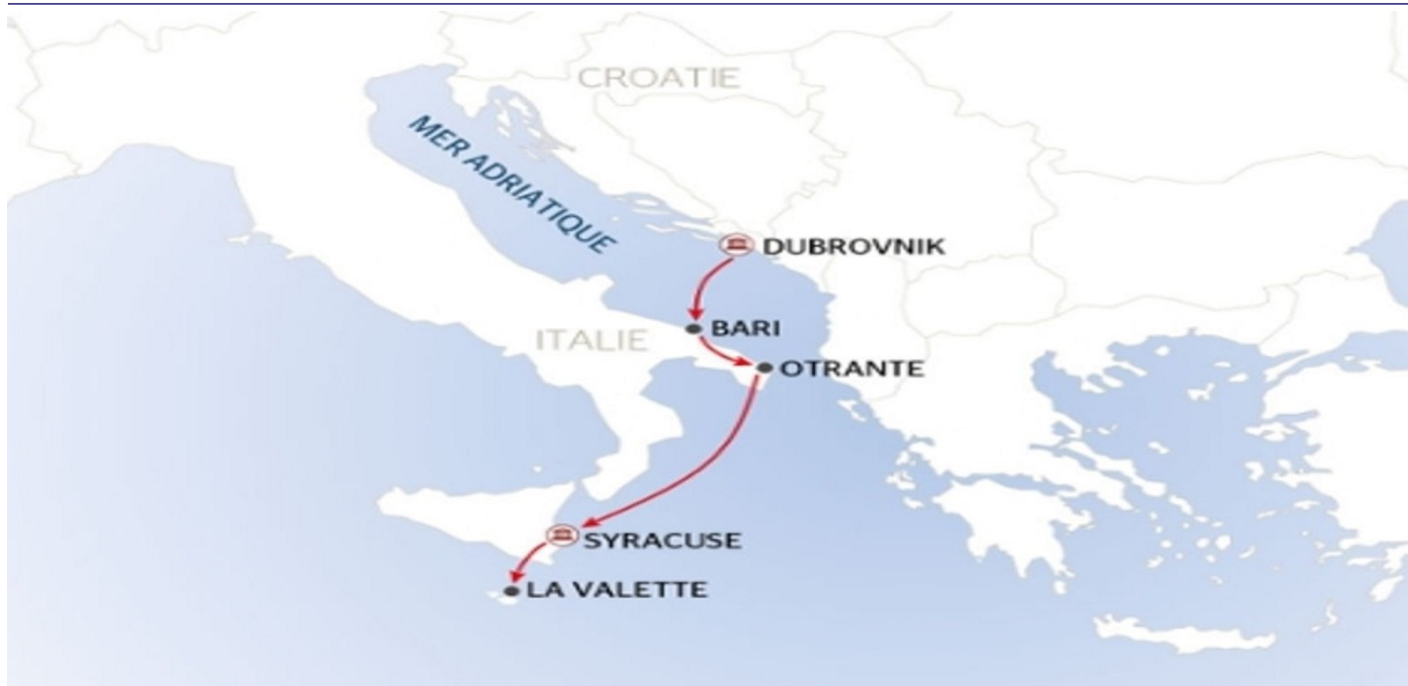 CROATIE
MER ADRIATIQUE
DUBROVNIK
BARI
ITALIE
OTRANTE
SYRACUSE
LA VALETTE